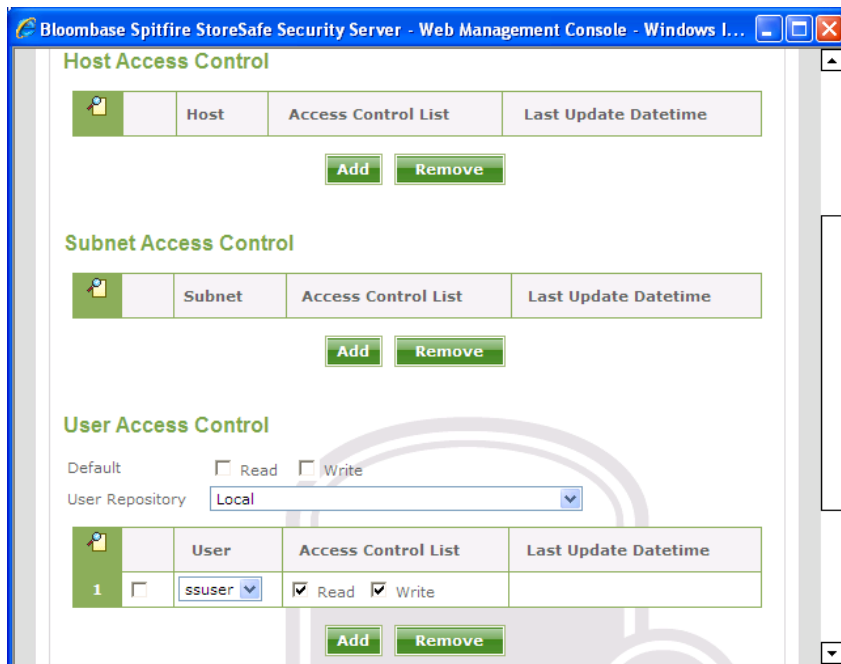 Bloombase Spitfire StoreSafe Security Server - Web Management Console - Windows I...
Host Access Control
Host Access Control List Last Update Datetime
Add Remove
Subnet Access Control
Subnet Access Control List Last Update Datetime
Add Remove
User Access Control
Default Read Write
User Repository Local
User Access Control List Last Update Datetime
1 ssuser Read Write
Add Remove